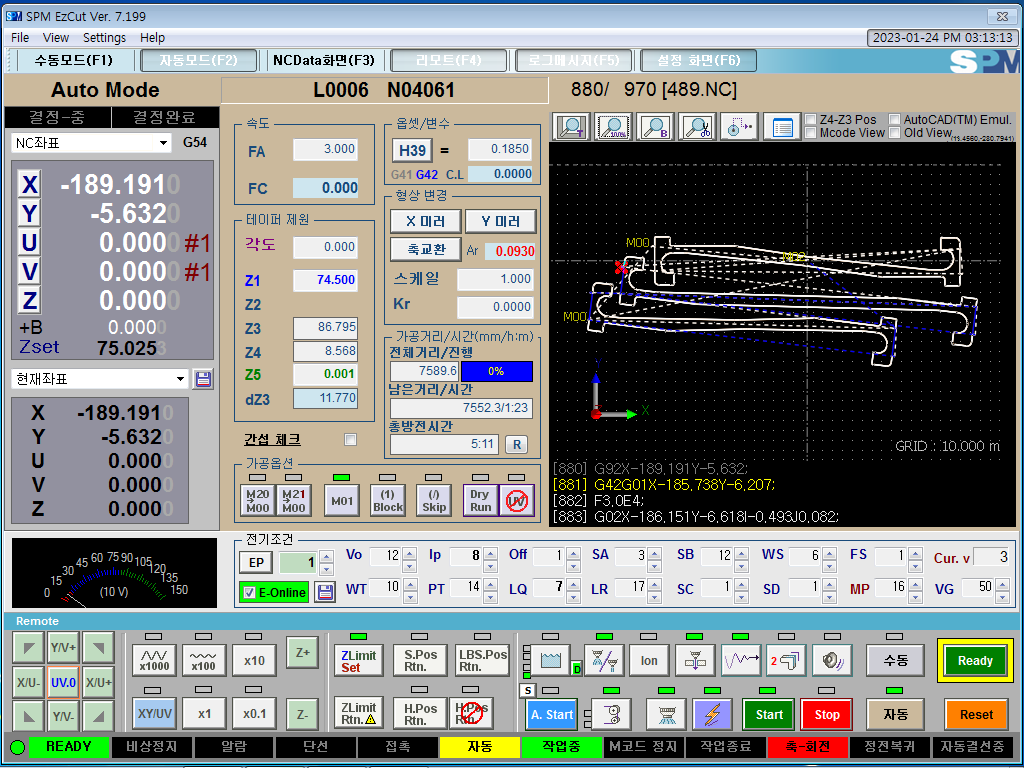 SPM EzCut Ver. 7.199
File View Settings Help
2023-01-24 PM 03:13:13
수동모드(F1) 자동모드(F2) NCData화면(F3) 리모트(F4) 로그메시지(F5) 설정 화면(F6)
SPM
Auto Mode
L0006 N04061
880/ 970 [489.NC]
결정-중 결정완료
NC좌표 G54
X -189.1910
Y -5.6320
U 0.0000 #1
V 0.0000 #1
Z 0.0000
+B 0.0000
Zset 75.0253
현재좌표
X -189.1910
Y -5.6320
U 0.0000
V 0.0000
Z 0.0000
속도
FA 3.000
FC 0.000
테이퍼 제원
각도 0.000
Z1 74.500
Z2
Z3 86.795
Z4 8.568
Z5 0.001
dZ3 11.770
간섭 체크
옵셋/변수
H39 = 0.1850
G41 G42 C.L 0.0000
형상 변경
X 미러 Y 미러
축교환 Ar 0.0930
스케일 1.000
Kr 0.0000
가공거리/시간(mm/h:m)
전체거리/진행
7589.6 0%
남은거리/시간
7552.3/1:23
총방전시간
5:11 R
가공옵션
M20 M00 M21 M00 M01 (1) Block (/) Skip Dry Run UV
T 100% B
Z4-Z3 Pos AutoCAD(TM) Emul.
Mcode View Old View
(11.4560,-280.7941)
M00
M00
X
GRID : 10.000 m
[880] G92X-189,191Y-5,632;
[881] G42G01X-185,738Y-6,207;
[882] F3,0E4;
[883] G02X-186,151Y-6,618I-0,493J0,082;
0 15 30 45 60 75 90 105 120 135 150
(10 V)
전기조건
EP 1
E-Online
Vo 12 Ip 8 Off 1 SA 3 SB 12 WS 6 FS 1 Cur. v 3
WT 10 PT 14 LQ 7 LR 17 SC 1 SD 1 MP 16 VG 50
Remote
Y/V+
X/U- UV.0 X/U+
Y/V-
x1000 x100 x10 Z+
XY/UV x1 x0.1 Z-
ZLimit Set S.Pos Rtn. LBS.Pos Rtn.
ZLimit Rtn. H.Pos Rtn. H.Pos Rtn.
D Ion 2 수동 Ready
S A. Start Start Stop 자동 Reset
READY 비상정지 알람 단선 접촉 자동 작업중 M코드 정지 작업종료 축-회전 정전복귀 자동결선중